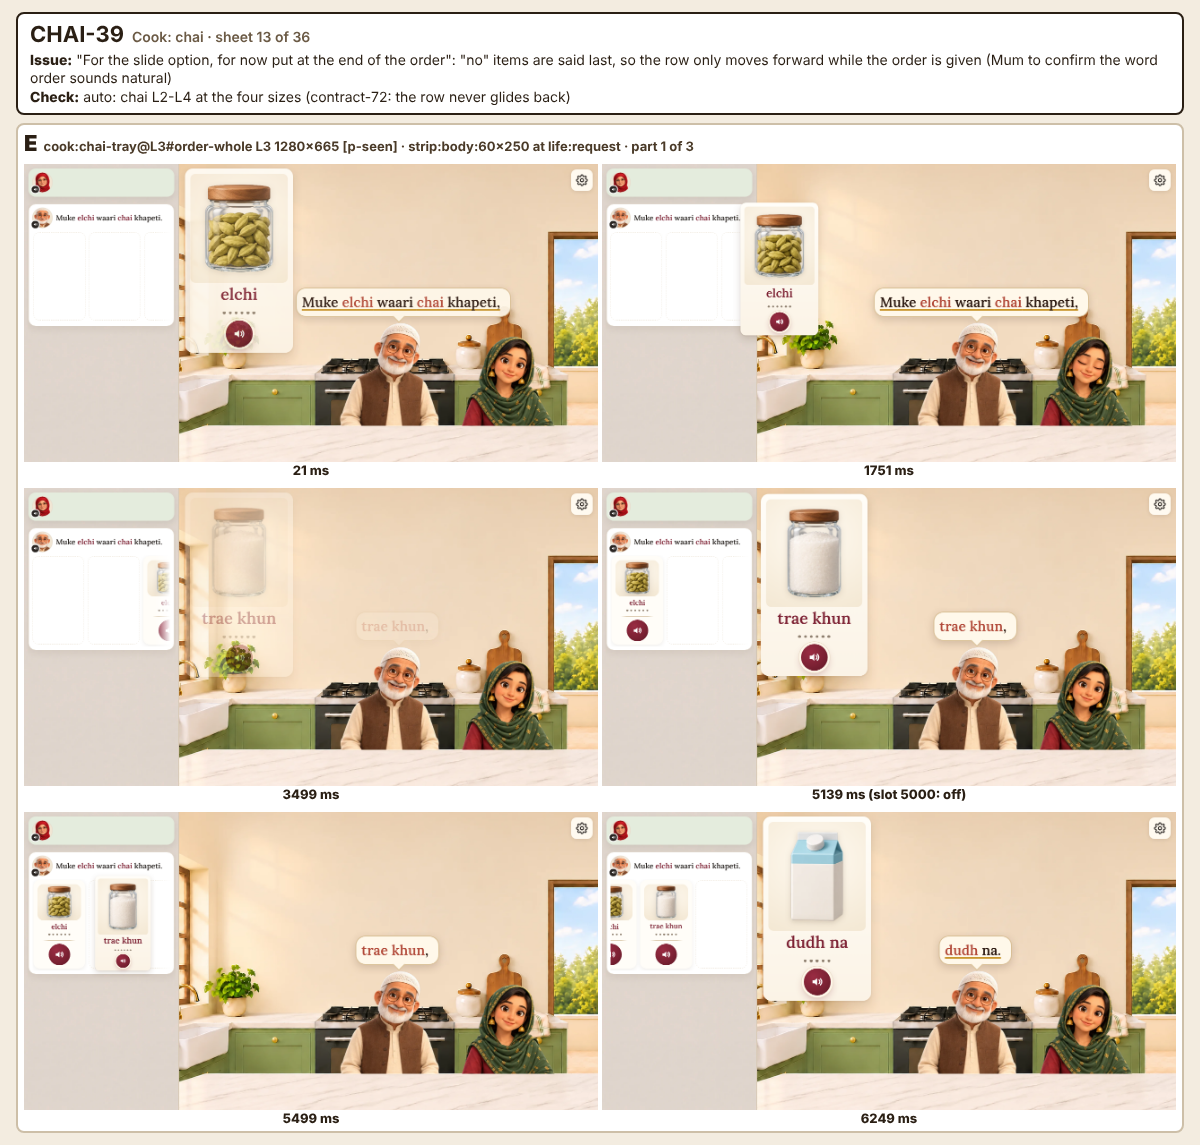 CHAI-39 Cook: chai · sheet 13 of 36
Issue: "For the slide option, for now put at the end of the order": "no" items are said last, so the row only moves forward while the order is given (Mum to confirm the word
order sounds natural)
Check: auto: chai L2-L4 at the four sizes (contract-72: the row never glides back)
E cook:chai-tray@L3#order-whole L3 1280×665 [p-seen] · strip:body:60×250 at life:request · part 1 of 3
Muke elchi waari chai khapeti.
elchi
Muke elchi waari chai khapeti,
21 ms
Muke elchi waari chai khapeti.
elchi
Muke elchi waari chai khapeti,
1751 ms
Muke elchi waari chai khapeti.
trae khun
trae khun,
3499 ms
Muke elchi waari chai khapeti.
elchi
trae khun
trae khun,
5139 ms (slot 5000: off)
Muke elchi waari chai khapeti.
elchi
trae khun
trae khun,
5499 ms
Muke elchi waari chai khapeti.
trae khun
dudh na
dudh na.
6249 ms